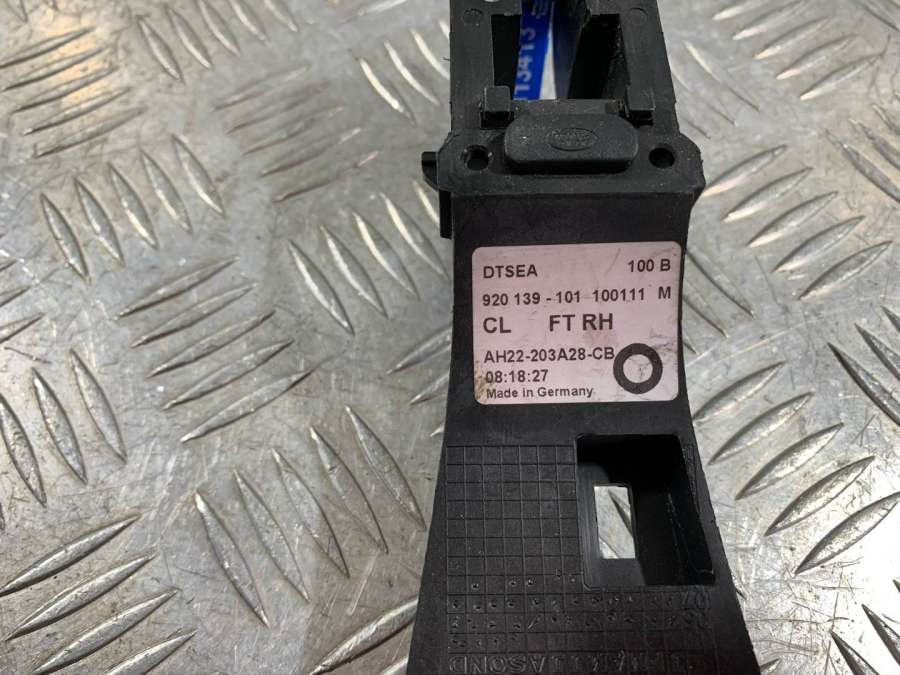 DTSEA 100 B
920 139 - 101 100111 M
CL FT RH
AH22-203A28-CB
08:18:27
Made in Germany